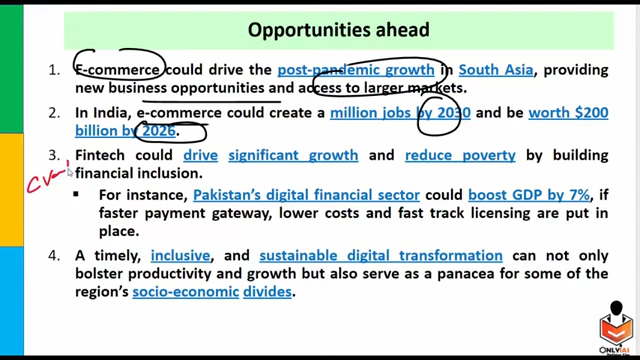 Opportunities ahead
1. E-commerce could drive the post-pandemic growth in South Asia, providing
new business opportunities and access to larger markets.
2. In India, e-commerce could create a million jobs by 2030 and be worth $200
billion by 2026.
3. Fintech could drive significant growth and reduce poverty by building
financial inclusion.
▪ For instance, Pakistan's digital financial sector could boost GDP by 7%, if
faster payment gateway, lower costs and fast track licensing are put in
place.
4. A timely, inclusive, and sustainable digital transformation can not only
bolster productivity and growth but also serve as a panacea for some of the
region's socio-economic divides.
ONLYIAS